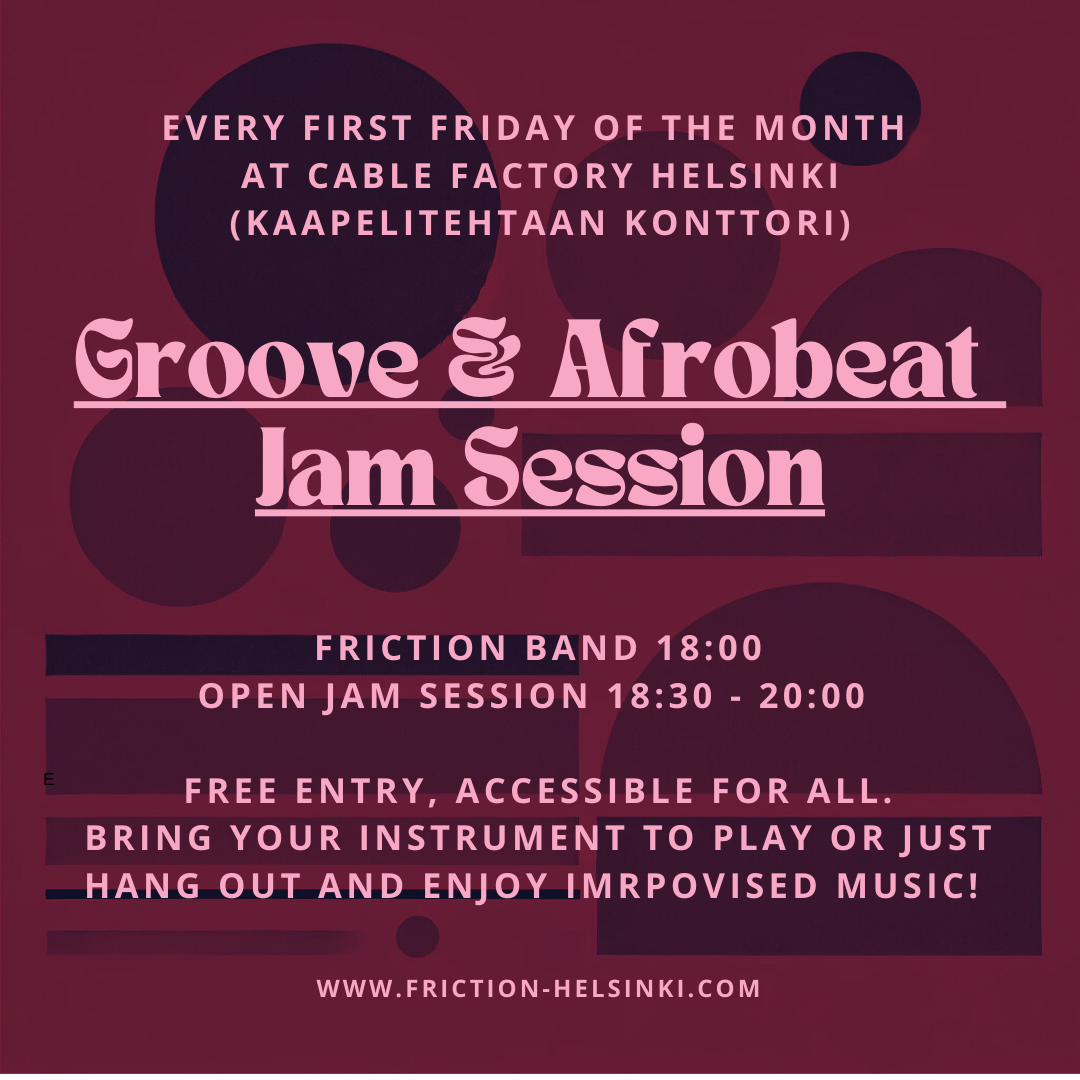 EVERY FIRST FRIDAY OF THE MONTH
AT CABLE FACTORY HELSINKI
(KAAPELITEHTAAN KONTTORI)
Groove & Afrobeat
Jam Session
FRICTION BAND 18:00
OPEN JAM SESSION 18:30 - 20:00
E
FREE ENTRY, ACCESSIBLE FOR ALL.
BRING YOUR INSTRUMENT TO PLAY OR JUST
HANG OUT AND ENJOY IMRPOVISED MUSIC!
WWW.FRICTION-HELSINKI.COM